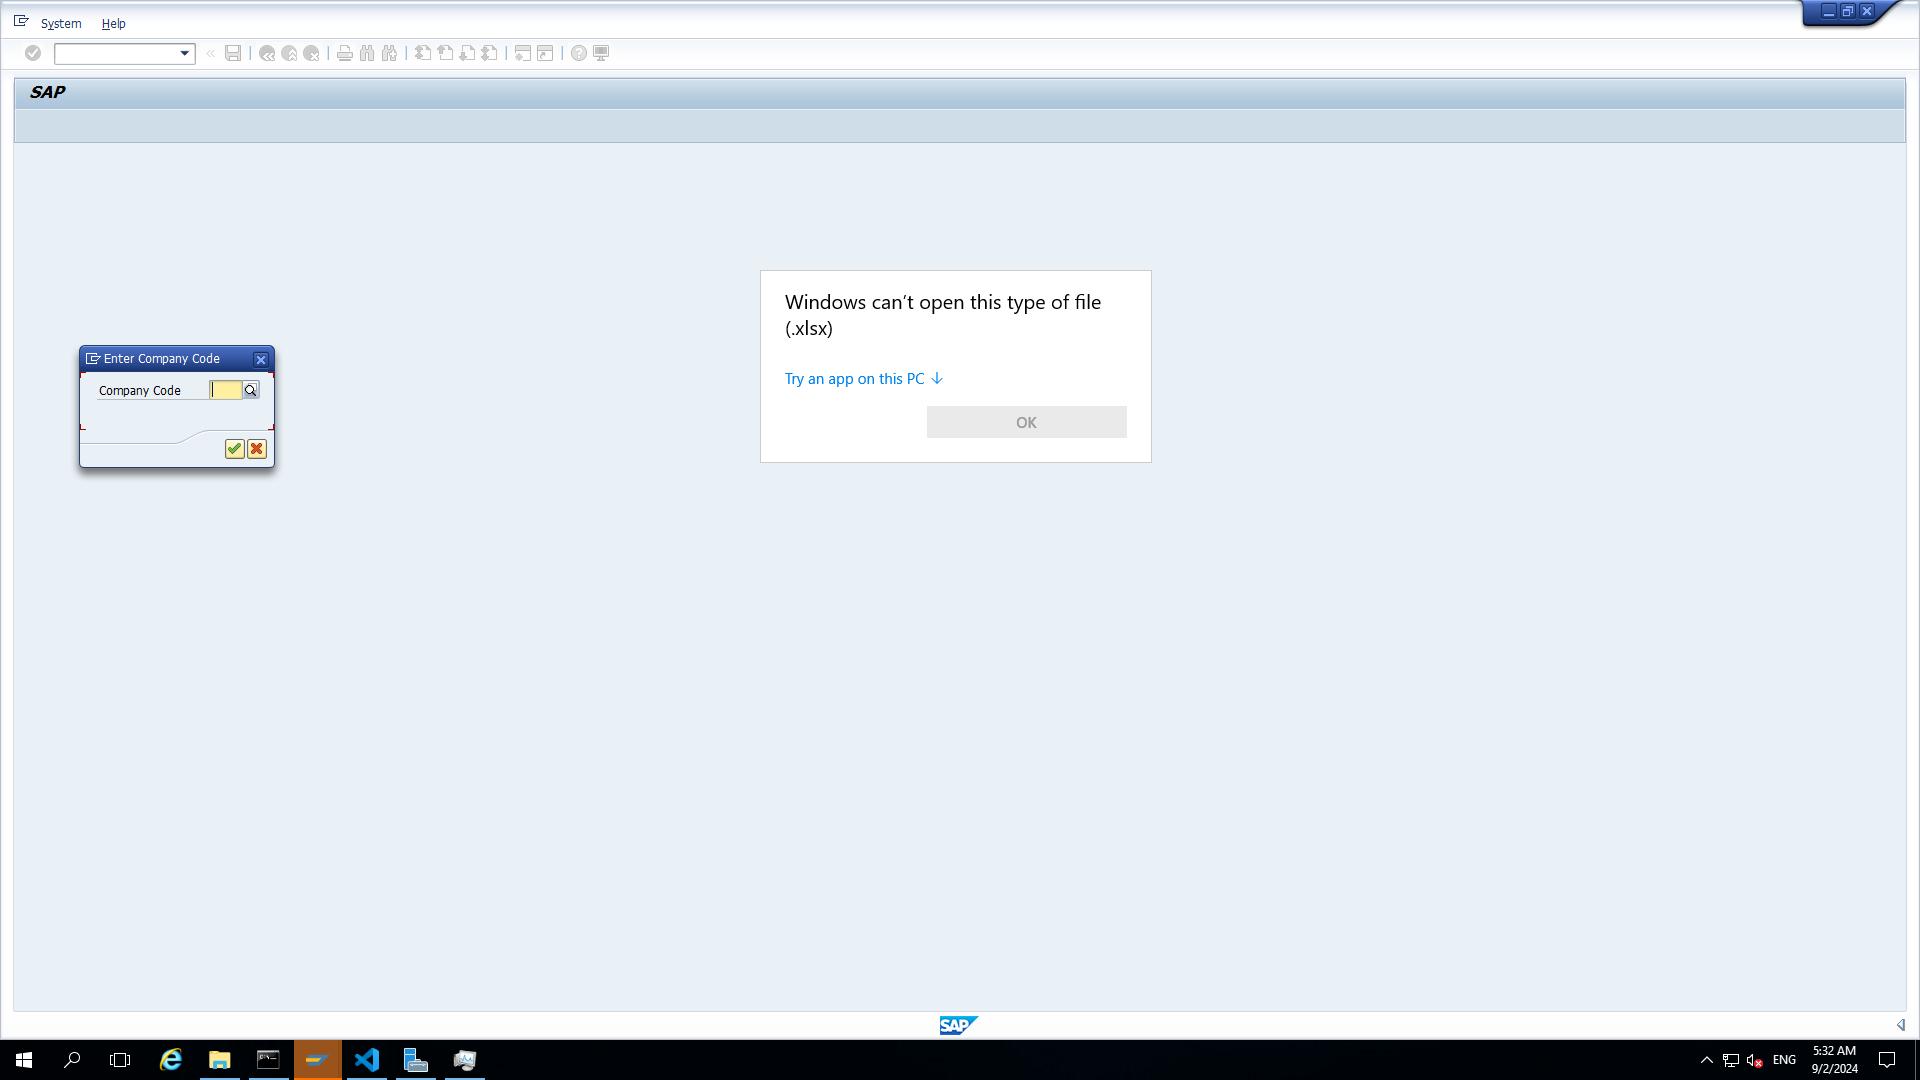 System Help
SAP
Windows can't open this type of file
(.xlsx)
Enter Company Code
Try an app on this PC
Company Code
OK
SAP
ENG
5:32 AM
9/2/2024